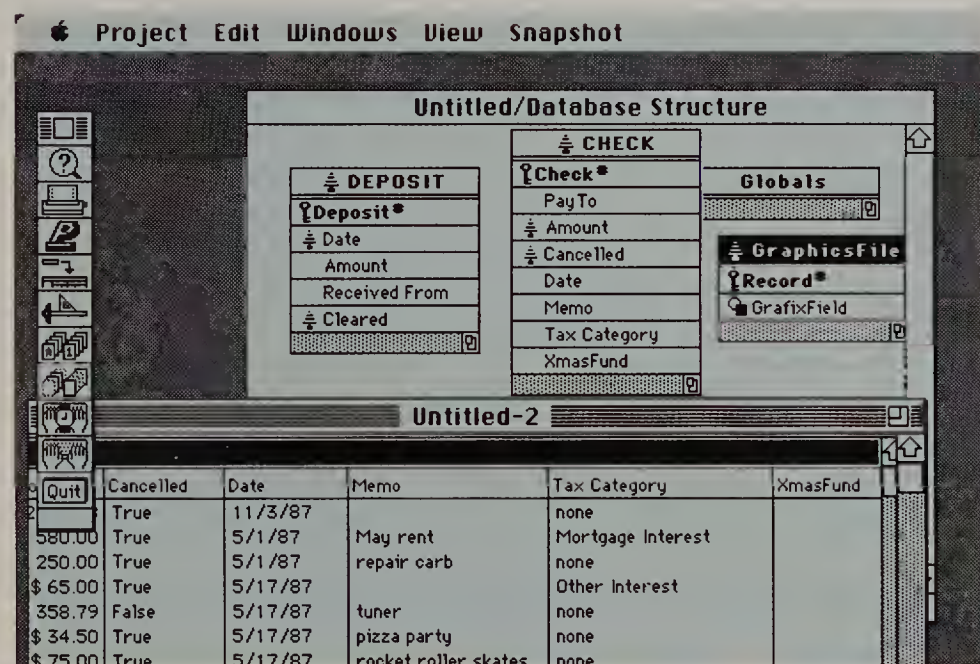 Project Edit Windows View Snapshot
Untitled/Database Structure
DEPOSIT
Deposit#
Date
Amount
Received From
Cleared
CHECK
Check#
PayTo
Amount
Cancelled
Date
Memo
Tax Category
XmasFund
Globals
GraphicsFile
Record#
GrafixField
Untitled-2
Quit
Cancelled Date Memo Tax Category XmasFund
True 11/3/87 none
580.00 True 5/1/87 May rent Mortgage Interest
250.00 True 5/1/87 repair carb none
$ 65.00 True 5/17/87 Other Interest
358.79 False 5/17/87 tuner none
$ 34.50 True 5/17/87 pizza party none
$ 75.00 True 5/17/87 rocket roller skates none